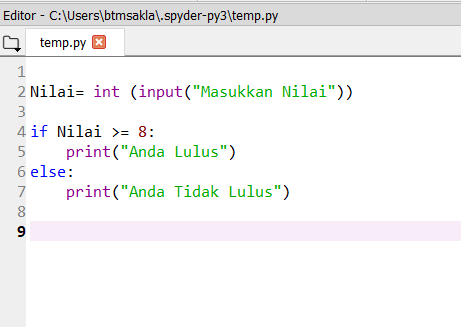 Editor - C:\Users\btmsakla\.spyder-py3\temp.py
temp.py
1
2 Nilai= int (input("Masukkan Nilai"))
3
4 if Nilai >= 8:
5     print("Anda Lulus")
6 else:
7     print("Anda Tidak Lulus")
8
9